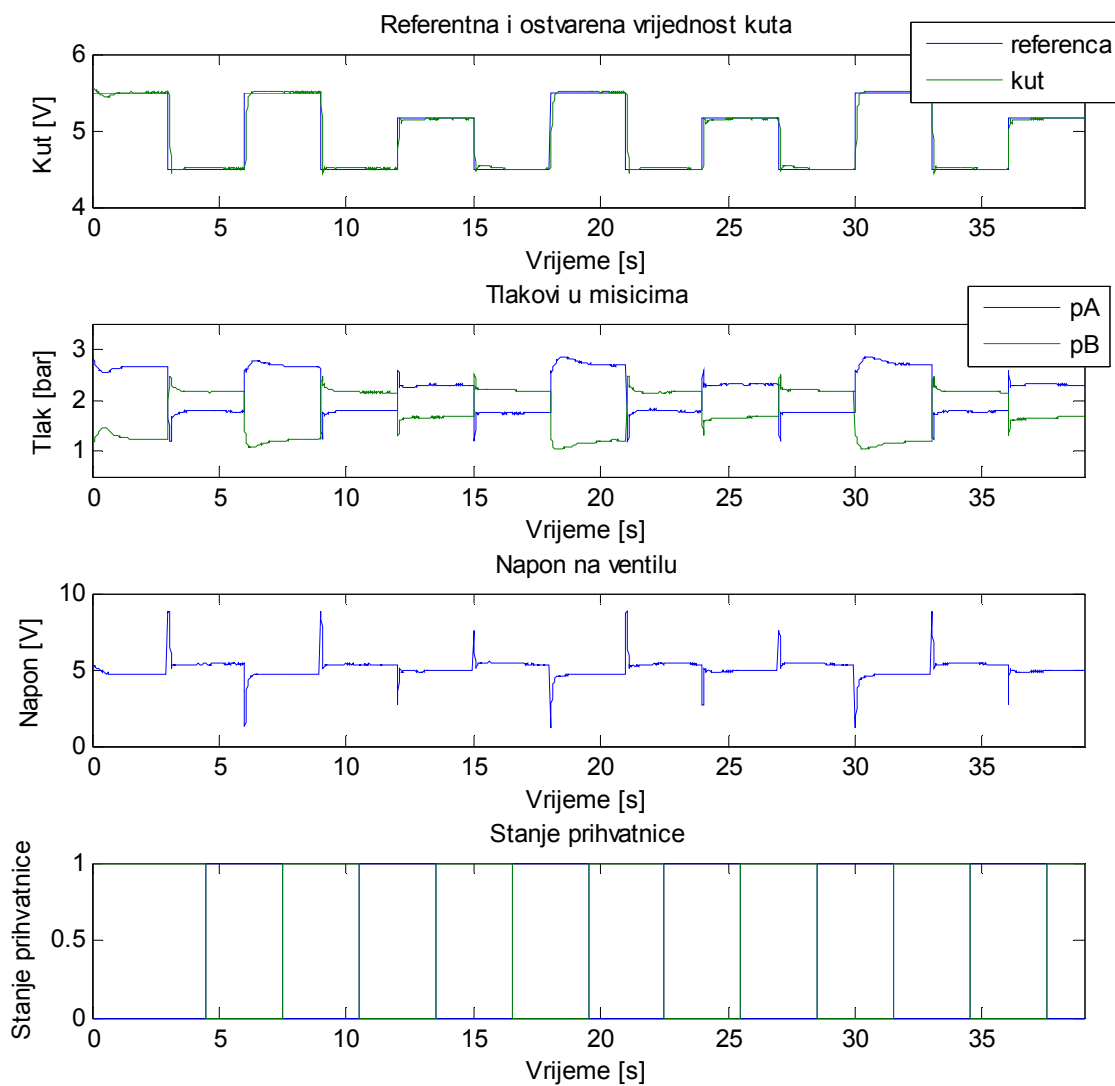 Referentna i ostvarena vrijednost kuta
referenca
kut
Kut [V]
6
5
4
0 5 10 15 20 25 30 35
Vrijeme [s]
Tlakovi u misicima
pA
pB
Tlak [bar]
3
2
1
0 5 10 15 20 25 30 35
Vrijeme [s]
Napon na ventilu
Napon [V]
10
5
0
0 5 10 15 20 25 30 35
Vrijeme [s]
Stanje prihvatnice
Stanje prihvatnice
1
0.5
0
0 5 10 15 20 25 30 35
Vrijeme [s]